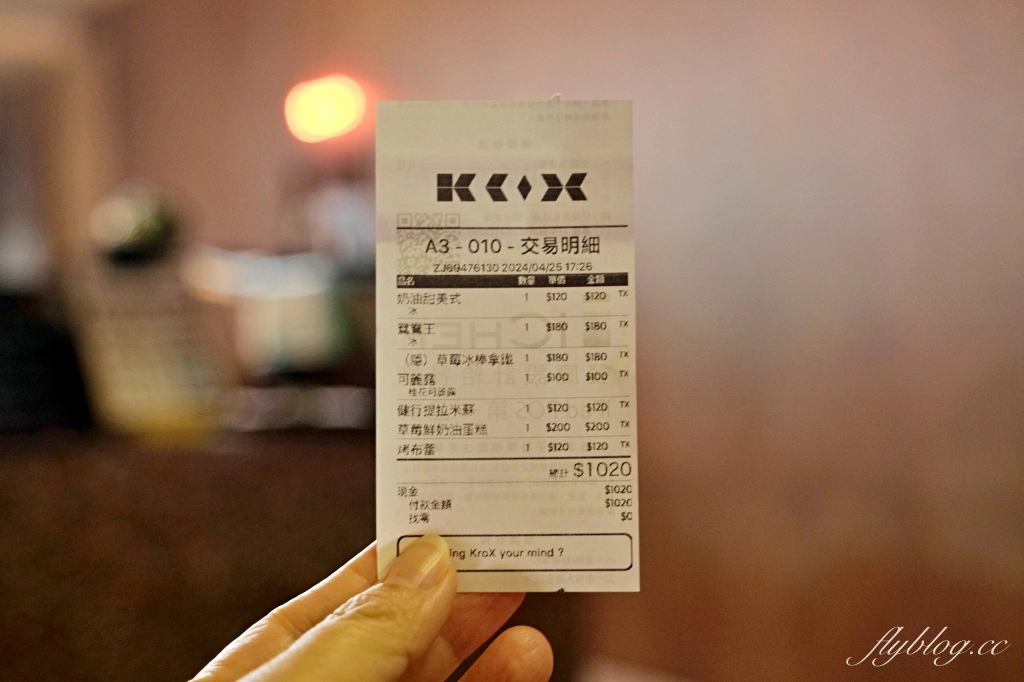 KROX
A3 - 010 - 交易明細
ZJ69476130 2024/04/25 17:26
品名 數量 單價 金額
奶油甜美式 1 $120 $120 TX
冰
鴛鴦王 1 $180 $180 TX
冰
（隱）草莓冰棒拿鐵 1 $180 $180 TX
可麗露 1 $100 $100 TX
桂花可麗露
健行提拉米蘇 1 $120 $120 TX
草莓鮮奶油蛋糕 1 $200 $200 TX
烤布蕾 1 $120 $120 TX
總計 $1020
現金 $1020
付款金額 $1020
找零 $0
ing KroX your mind ?
flyblog.cc